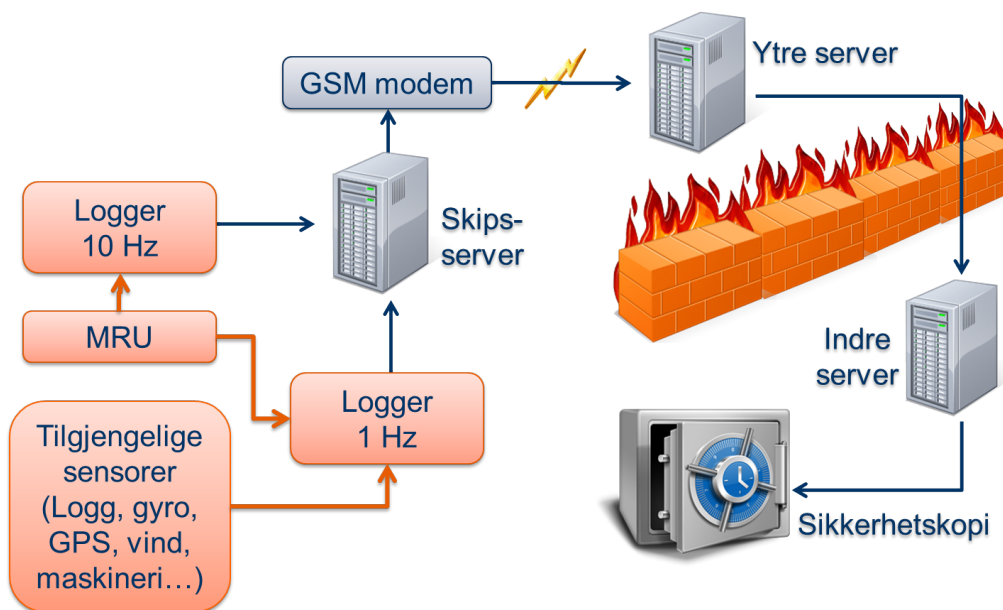 GSM modem
Ytre server
Logger
10 Hz
Skips-
server
MRU
Indre
server
Logger
1 Hz
Tilgjengelige
sensorer
(Logg, gyro,
GPS, vind,
maskineri…)
Sikkerhetskopi